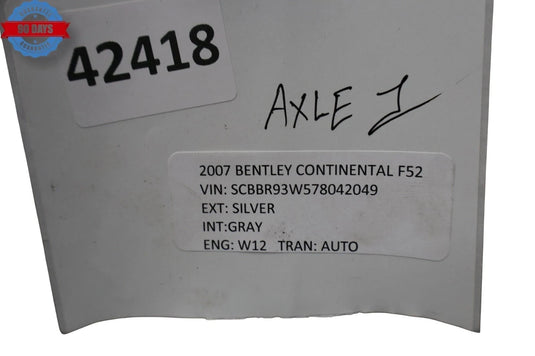 90 DAYS
42418
AXLE 1
2007 BENTLEY CONTINENTAL F52
VIN: SCBBR93W578042049
EXT: SILVER
INT:GRAY
ENG: W12 TRAN: AUTO